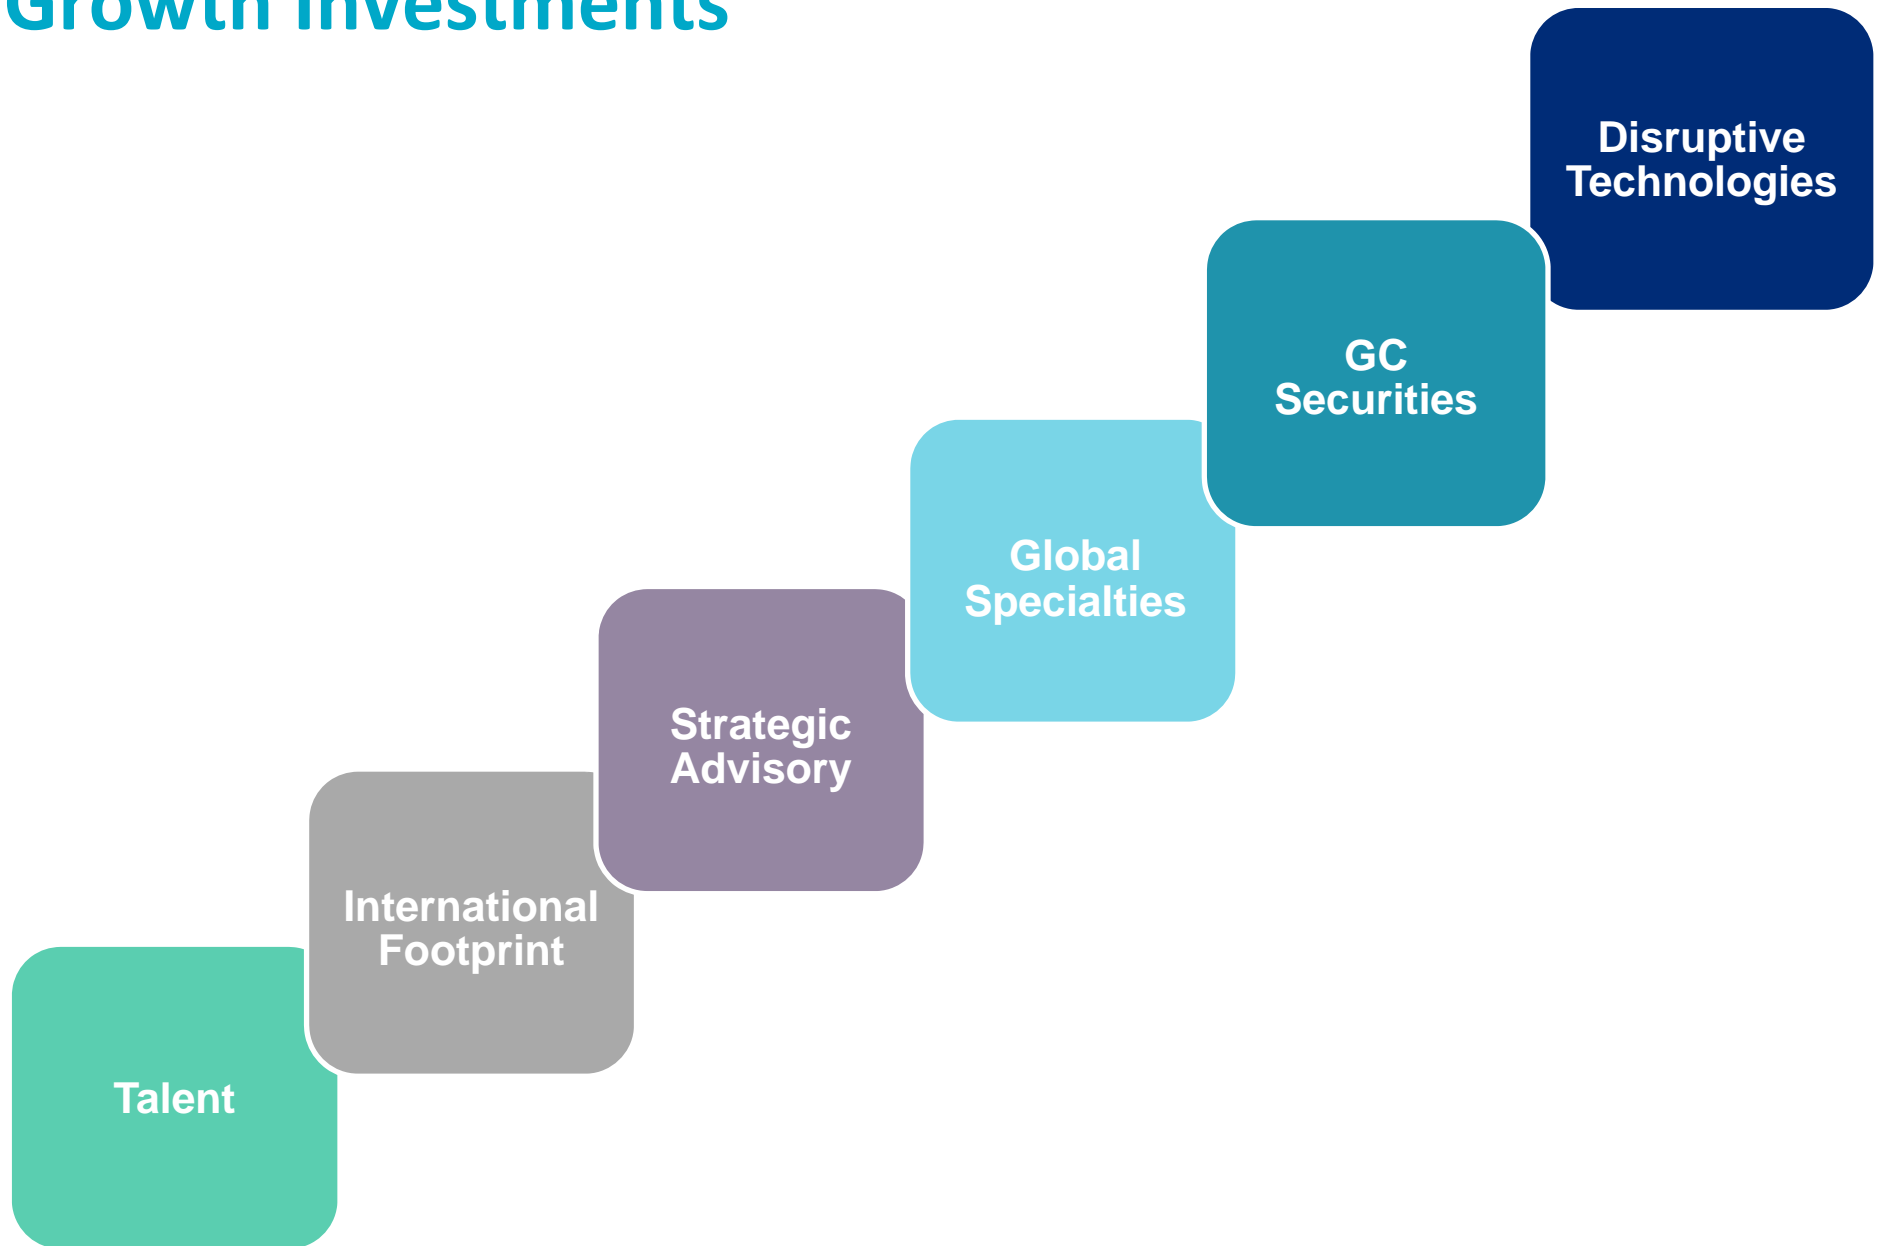 Growth Investments
Disruptive
Technologies
GC
Securities
Global
Specialties
Strategic
Advisory
International
Footprint
Talent